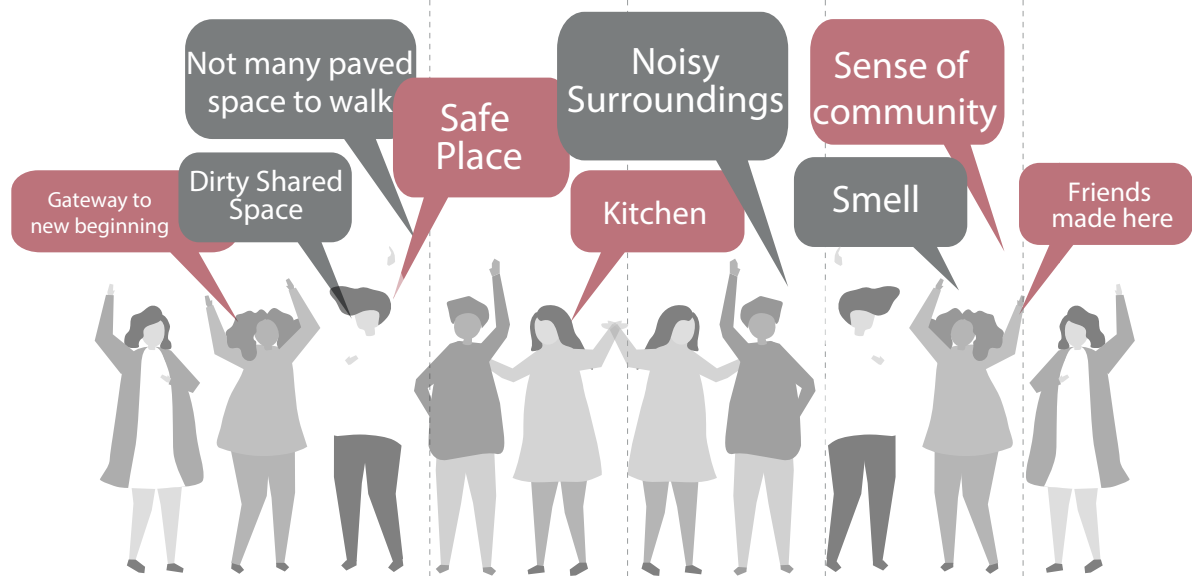 Not many paved
space to walk
Safe
Place
Noisy
Surroundings
Sense of
community
Gateway to
new beginning
Dirty Shared
Space
Kitchen
Smell
Friends
made here